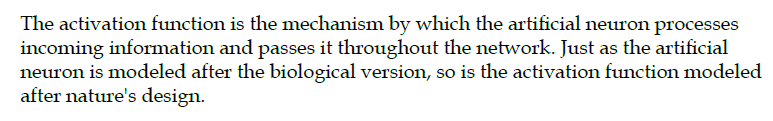 The activation function is the mechanism by which the artificial neuron processes
incoming information and passes it throughout the network. Just as the artificial
neuron is modeled after the biological version, so is the activation function modeled
after nature's design.